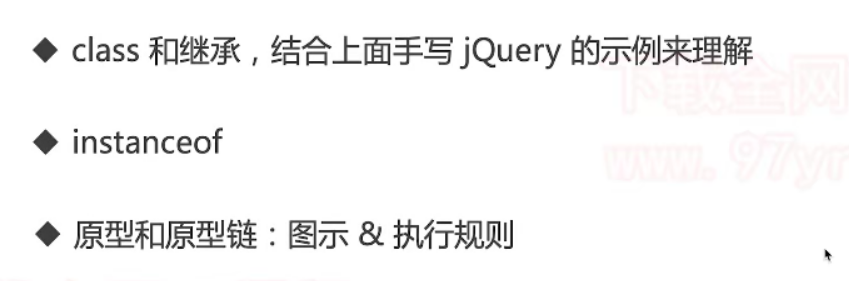 ◆ class 和继承，结合上面手写 jQuery 的示例来理解
下载全网
www.97yr
◆ instanceof
◆ 原型和原型链：图示 & 执行规则